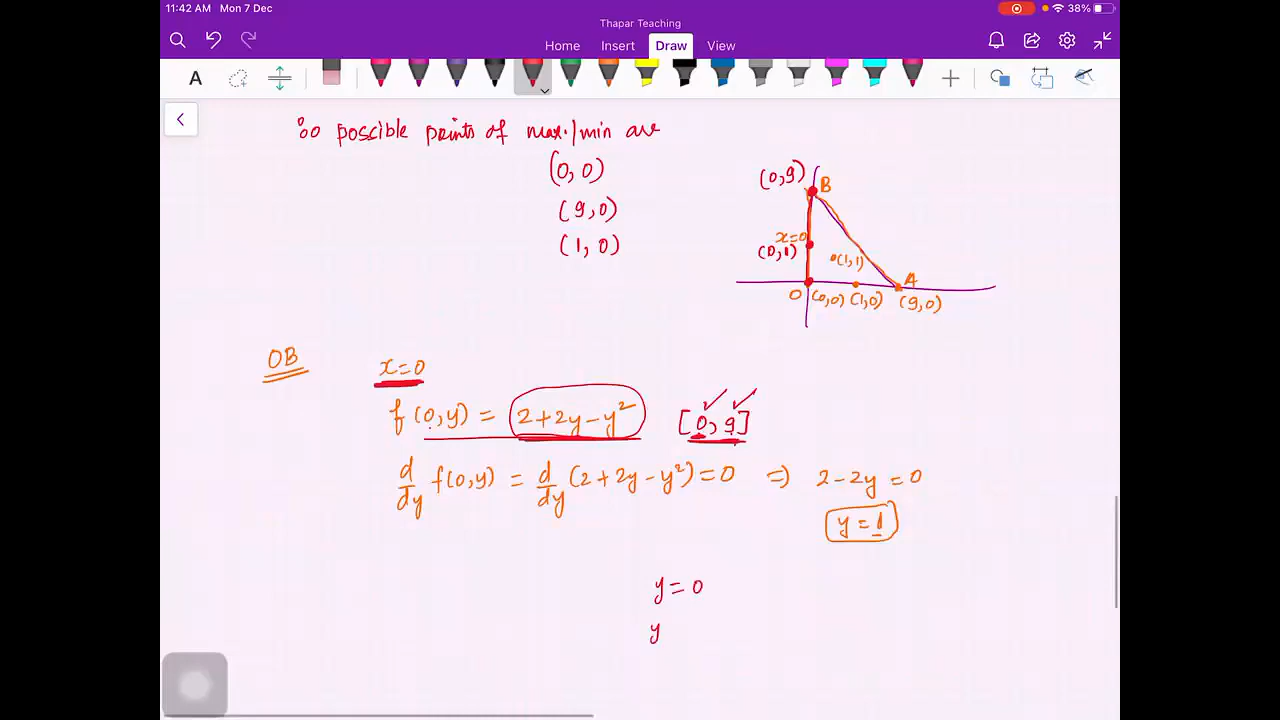 11:42 AM Mon 7 Dec
38%
Thapar Teaching
Home Insert Draw View
A
∴ possible points of max./min are
(0,0)
(9,0)
(1,0)
(0,9) B
x=0
(0,1)
(1,1)
A
O (0,0) (1,0) (9,0)
OB
x=0
f(0,y) = 2+2y-y² [0,9]
d/dy f(0,y) = d/dy (2+2y-y²) = 0 ⇒ 2-2y = 0
y = 1
y = 0
y